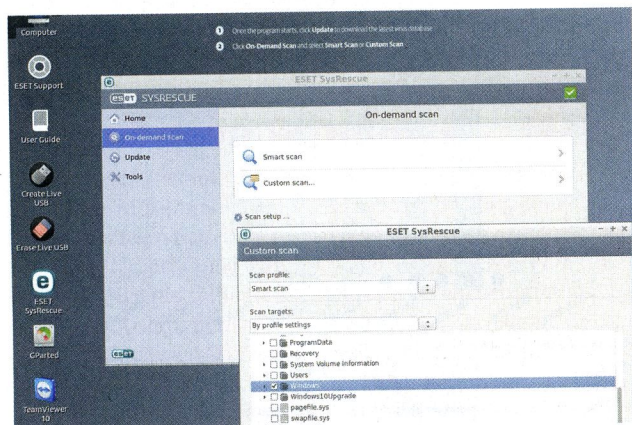 Computer
1 Once the program starts, click Update to download the latest virus database
2 Click On-Demand Scan and select Smart Scan or Custom Scan
ESET Support
User Guide
Create Live
USB
Erase Live USB
ESET
SysRescue
GParted
TeamViewer
10
ESET SysRescue
eset SYSRESCUE
Home
On-demand scan
Update
Tools
eset
On-demand scan
Smart scan
Custom scan...
Scan setup ...
ESET SysRescue
Custom scan
Scan profile:
Smart scan
Scan targets:
By profile settings
ProgramData
Recovery
System Volume Information
Users
Windows
Windows10Upgrade
pagefile.sys
swapfile.sys